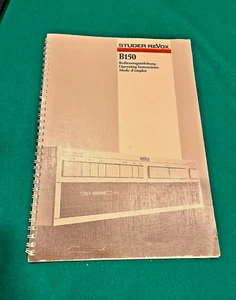 STUDER REVOX
B150
Bedienungsanleitung
Operating Instructions
Mode d'emploi